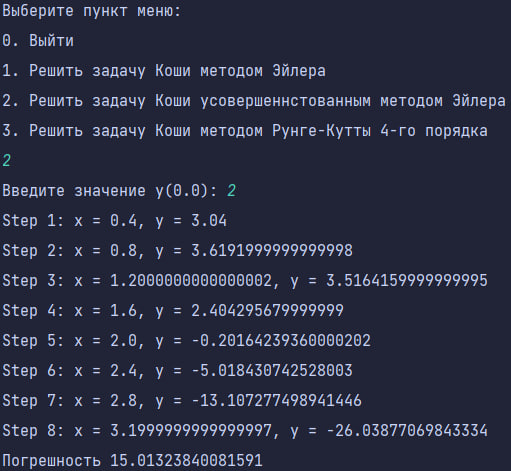 Выберите пункт меню:
0. Выйти
1. Решить задачу Коши методом Эйлера
2. Решить задачу Коши усовершеннстованным методом Эйлера
3. Решить задачу Коши методом Рунге-Кутты 4-го порядка
2
Введите значение y(0.0): 2
Step 1: x = 0.4, y = 3.04
Step 2: x = 0.8, y = 3.6191999999999998
Step 3: x = 1.2000000000000002, y = 3.5164159999999995
Step 4: x = 1.6, y = 2.404295679999999
Step 5: x = 2.0, y = -0.20164239360000202
Step 6: x = 2.4, y = -5.018430742528003
Step 7: x = 2.8, y = -13.107277498941446
Step 8: x = 3.1999999999999997, y = -26.03877069843334
Погрешность 15.01323840081591